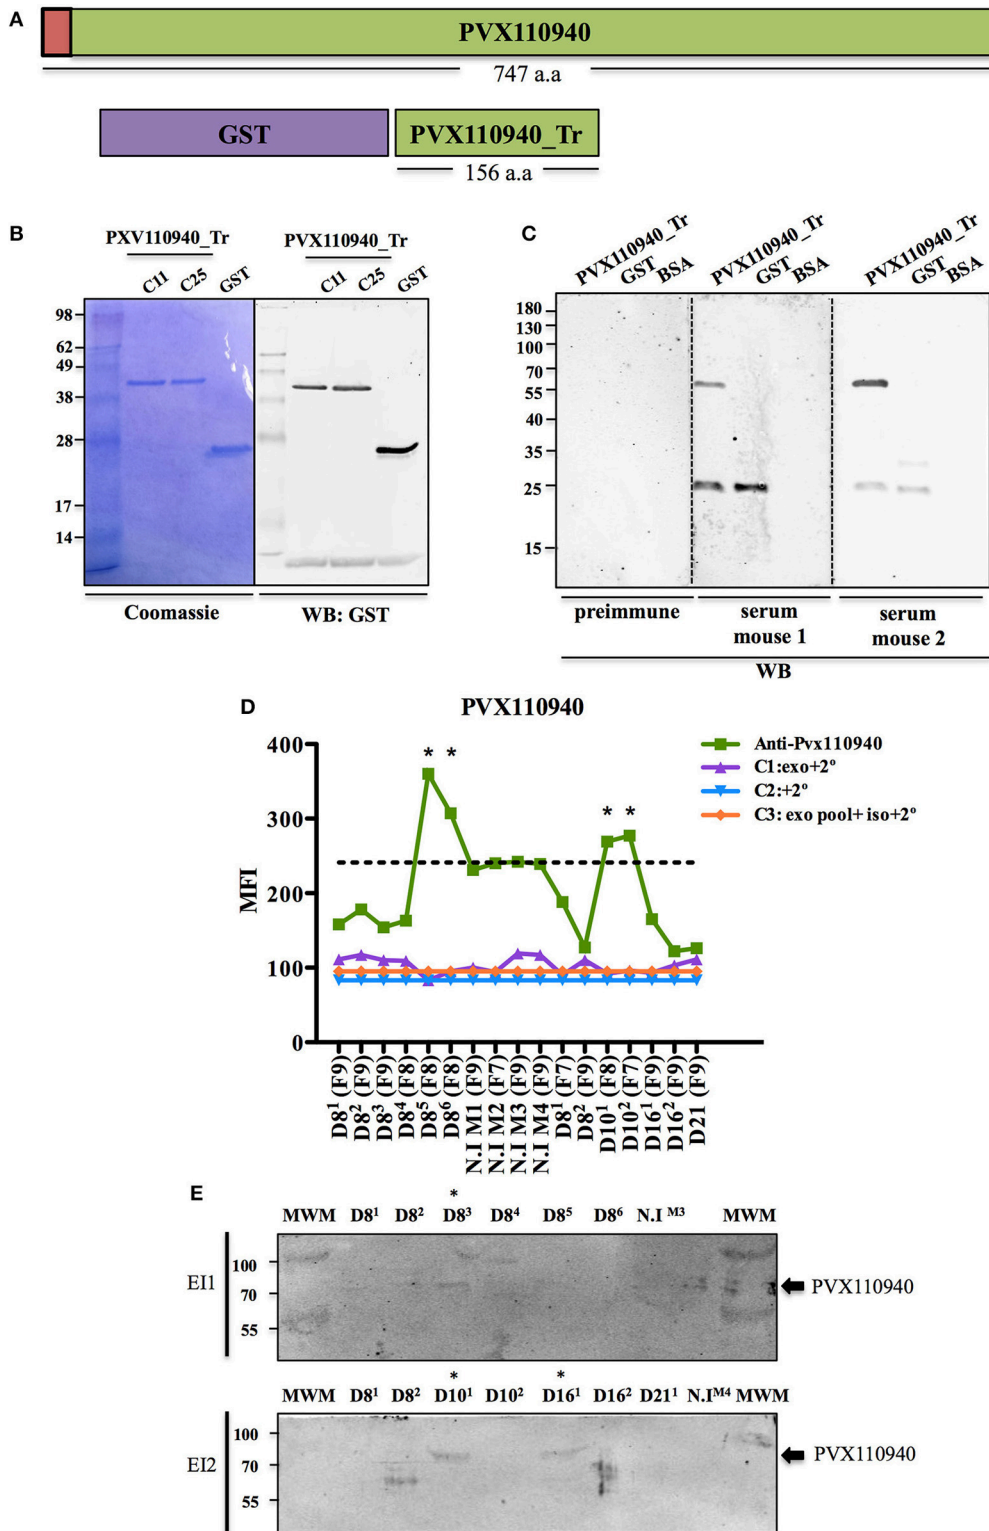 A
PVX110940
747 a.a
GST
PVX110940_Tr
156 a.a
B
PXV110940_Tr
PVX110940_Tr
C11
C25
GST
C11
C25
GST
98
62
49
38
28
17
14
Coomassie
WB: GST
C
PVX110940_Tr
GST
BSA
PVX110940_Tr
GST
BSA
PVX110940_Tr
GST
BSA
180
130
100
70
55
40
35
25
15
preimmune
serum
mouse 1
serum
mouse 2
WB
D
PVX110940
400
300
200
100
0
MFI
* *
* *
Anti-Pvx110940
C1:exo+2º
C2:+2º
C3: exo pool+ iso+2º
D8¹ (F9)
D8² (F9)
D8³ (F9)
D8⁴ (F8)
D8⁵ (F8)
D8⁶ (F8)
N.I M1 (F9)
N.I M2 (F7)
N.I M3 (F9)
N.I M4 (F9)
D8¹ (F7)
D8² (F9)
D10¹ (F8)
D10² (F7)
D16¹ (F9)
D16² (F9)
D21 (F9)
E
*
MWM D8¹ D8² D8³ D8⁴ D8⁵ D8⁶ N.I ᴹ³ MWM
EI1
100
70
55
PVX110940
* *
MWM D8¹ D8² D10¹ D10² D16¹ D16² D21¹ N.Iᴹ⁴ MWM
EI2
100
70
55
PVX110940